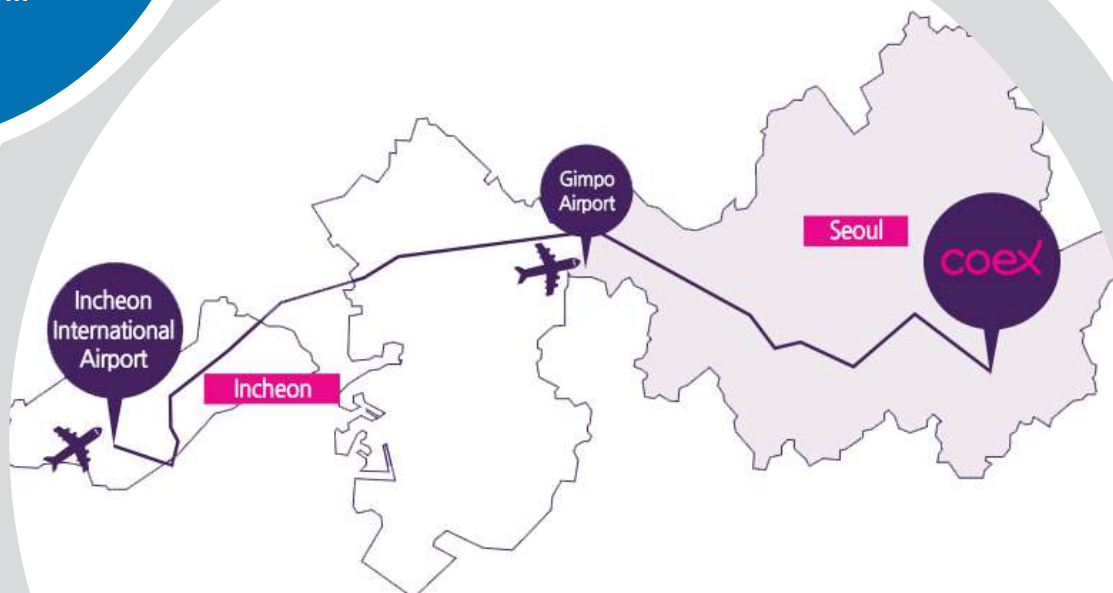 Gimpo
Airport
Seoul
coex
Incheon
International
Airport
Incheon